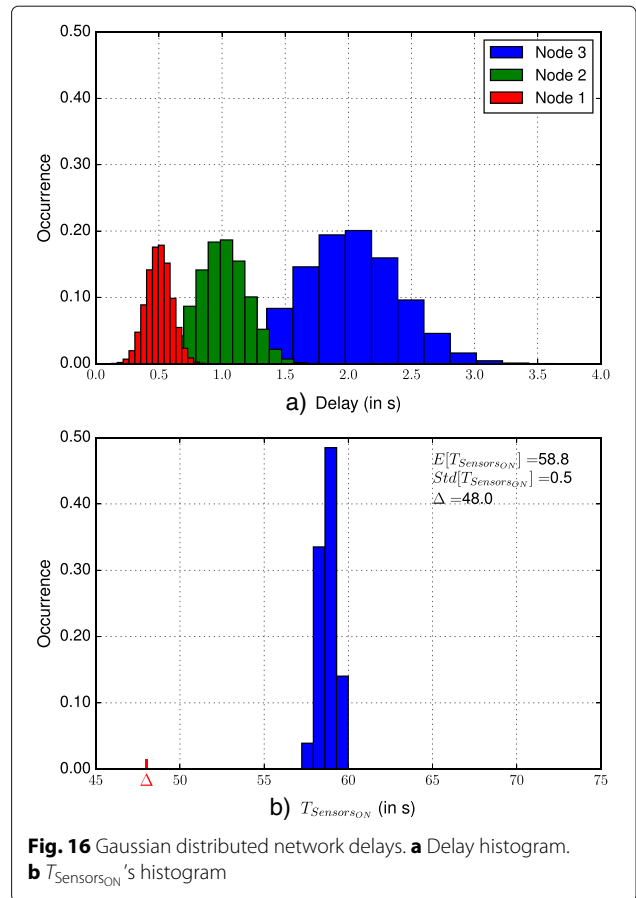 0.50
0.40
0.30
0.20
0.10
0.00
Occurrence
Node 3
Node 2
Node 1
0.0 0.5 1.0 1.5 2.0 2.5 3.0 3.5 4.0
a) Delay (in s)
0.50
0.40
0.30
0.20
0.10
0.00
Occurrence
E[T_{Sensors_{ON}}] =58.8
Std[T_{Sensors_{ON}}] =0.5
Δ =48.0
45 Δ 50 55 60 65 70 75
b) T_{Sensors_{ON}} (in s)
Fig. 16 Gaussian distributed network delays. a Delay histogram.
b T_{Sensors_{ON}}'s histogram